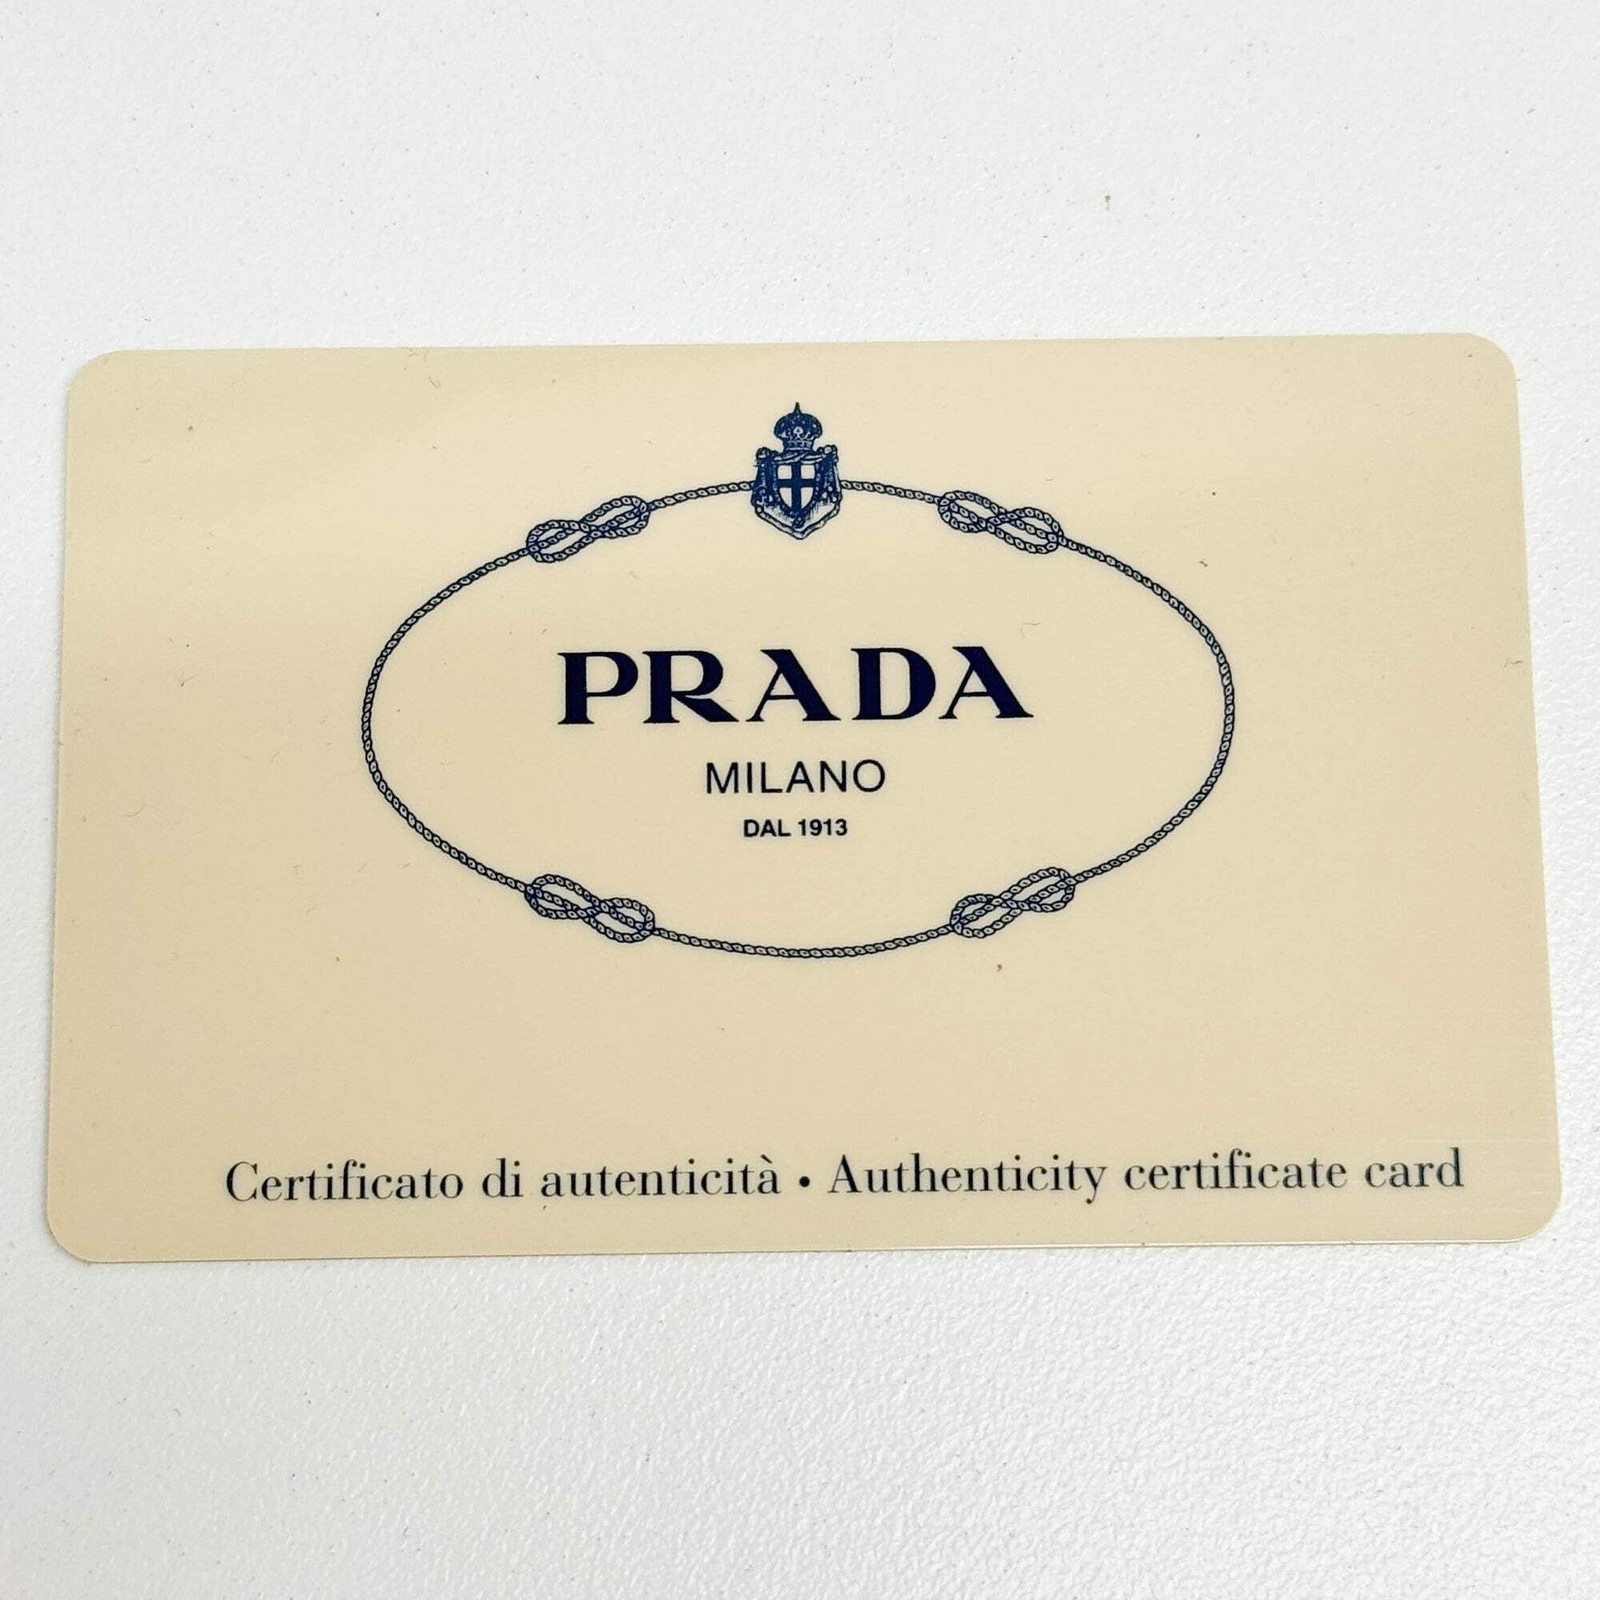 PRADA
MILANO
DAL 1913
Certificato di autenticità • Authenticity certificate card